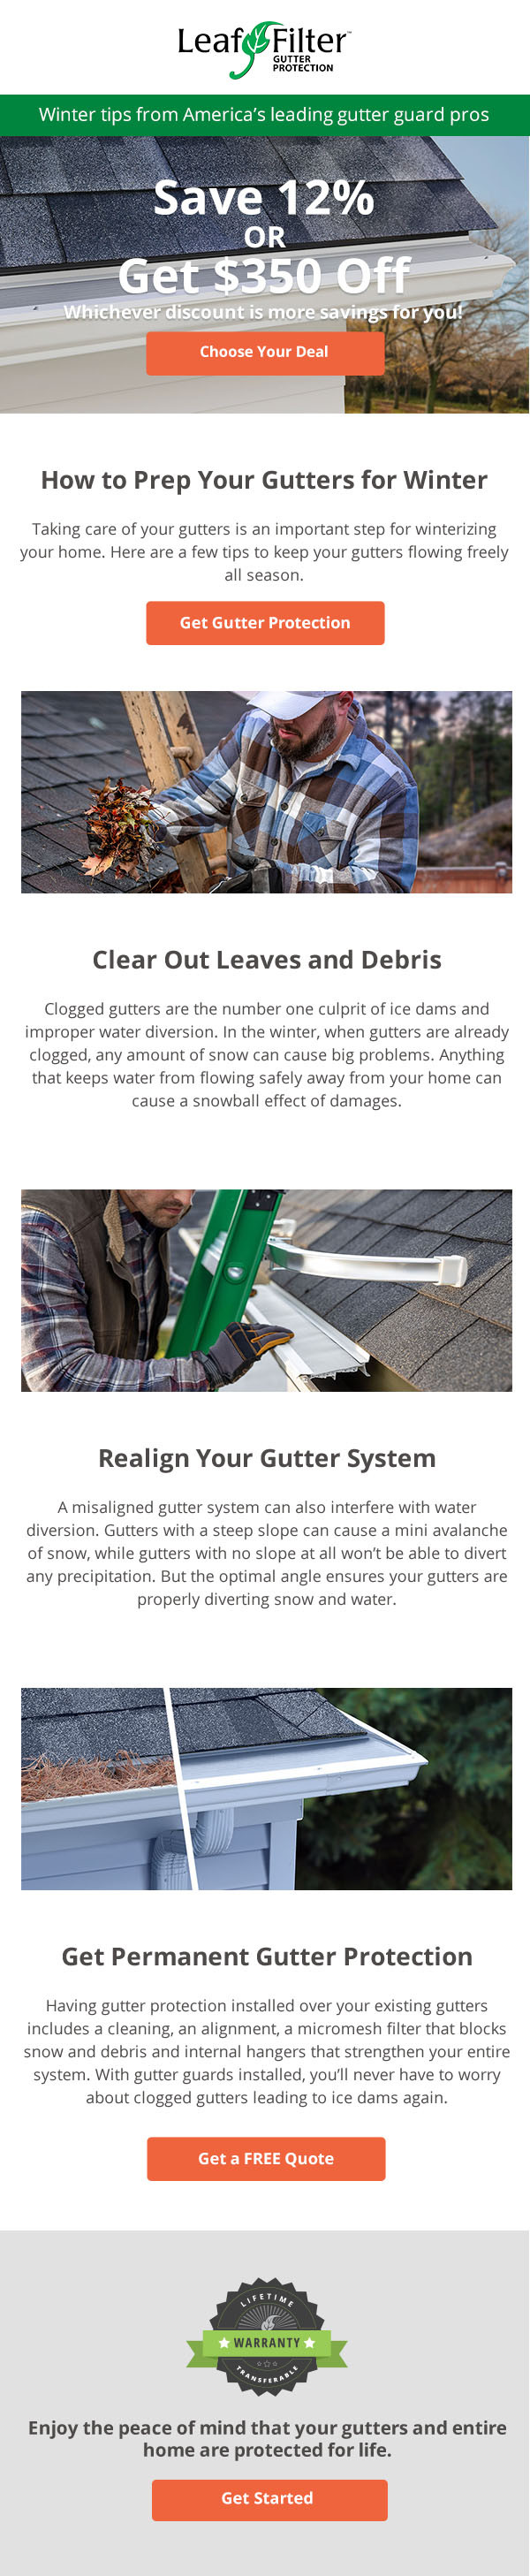 LeafFilter™
GUTTER
PROTECTION
Winter tips from America's leading gutter guard pros
Save 12%
OR
Get $350 Off
Whichever discount is more savings for you!
Choose Your Deal
How to Prep Your Gutters for Winter
Taking care of your gutters is an important step for winterizing
your home. Here are a few tips to keep your gutters flowing freely
all season.
Get Gutter Protection
Clear Out Leaves and Debris
Clogged gutters are the number one culprit of ice dams and
improper water diversion. In the winter, when gutters are already
clogged, any amount of snow can cause big problems. Anything
that keeps water from flowing safely away from your home can
cause a snowball effect of damages.
Realign Your Gutter System
A misaligned gutter system can also interfere with water
diversion. Gutters with a steep slope can cause a mini avalanche
of snow, while gutters with no slope at all won't be able to divert
any precipitation. But the optimal angle ensures your gutters are
properly diverting snow and water.
Get Permanent Gutter Protection
Having gutter protection installed over your existing gutters
includes a cleaning, an alignment, a micromesh filter that blocks
snow and debris and internal hangers that strengthen your entire
system. With gutter guards installed, you'll never have to worry
about clogged gutters leading to ice dams again.
Get a FREE Quote
LIFETIME
WARRANTY
TRANSFERABLE
Enjoy the peace of mind that your gutters and entire
home are protected for life.
Get Started